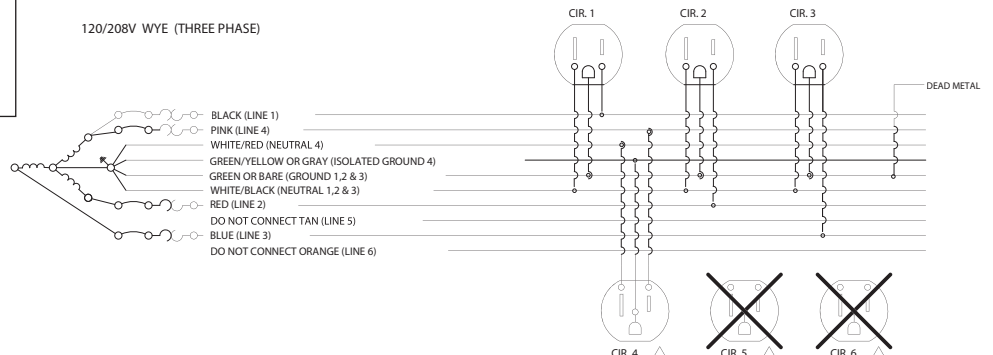 120/208V WYE (THREE PHASE)
CIR. 1
CIR. 2
CIR. 3
DEAD METAL
BLACK (LINE 1)
PINK (LINE 4)
WHITE/RED (NEUTRAL 4)
GREEN/YELLOW OR GRAY (ISOLATED GROUND 4)
GREEN OR BARE (GROUND 1,2 & 3)
WHITE/BLACK (NEUTRAL 1,2 & 3)
RED (LINE 2)
DO NOT CONNECT TAN (LINE 5)
BLUE (LINE 3)
DO NOT CONNECT ORANGE (LINE 6)
CIR. 4
CIR. 5
CIR. 6